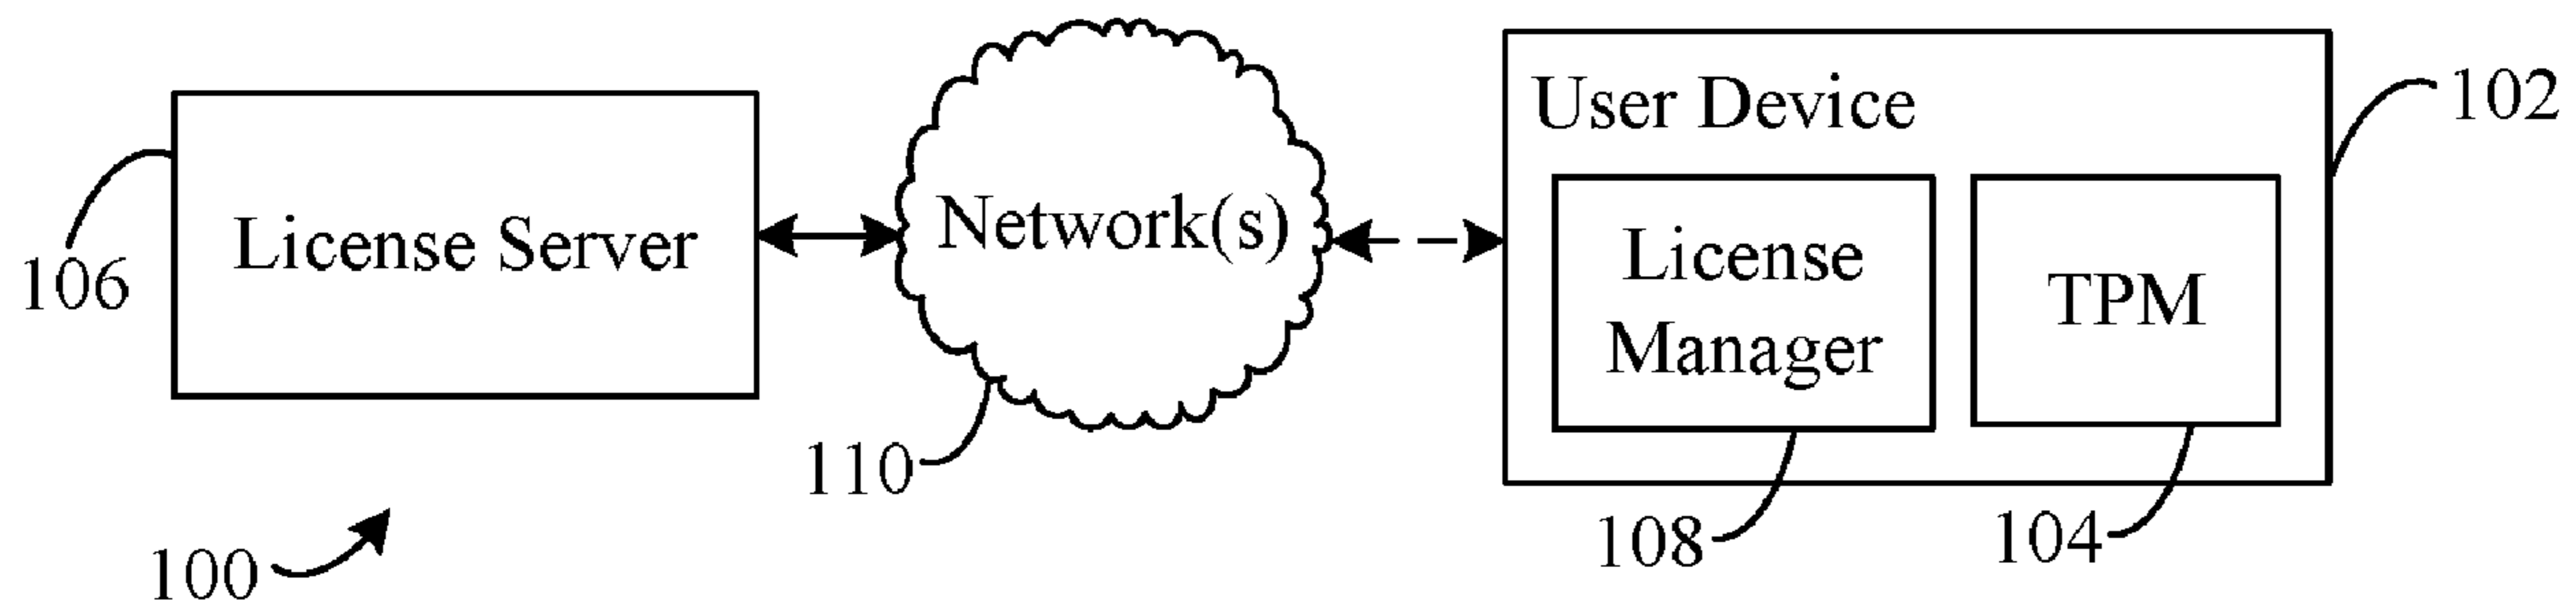 User Device
102
License Server
Network(s)
License
Manager
TPM
106
110
108
104
100